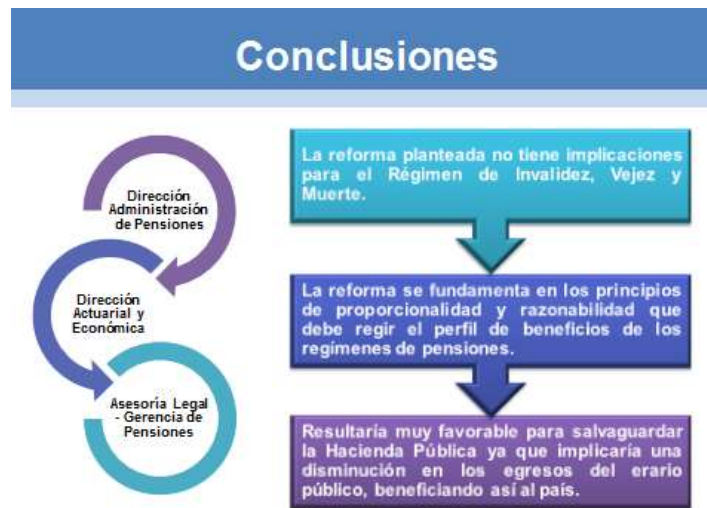 Conclusiones
Dirección
Administración
de Pensiones
Dirección
Actuarial y
Económica
Asesoría Legal
- Gerencia de
Pensiones
La reforma planteada no tiene implicaciones
para el Régimen de Invalidez, Vejez y
Muerte.
La reforma se fundamenta en los principios
de proporcionalidad y razonabilidad que
debe regir el perfil de beneficios de los
regímenes de pensiones.
Resultaría muy favorable para salvaguardar
la Hacienda Pública ya que implicaría una
disminución en los egresos del erario
público, beneficiando así al país.